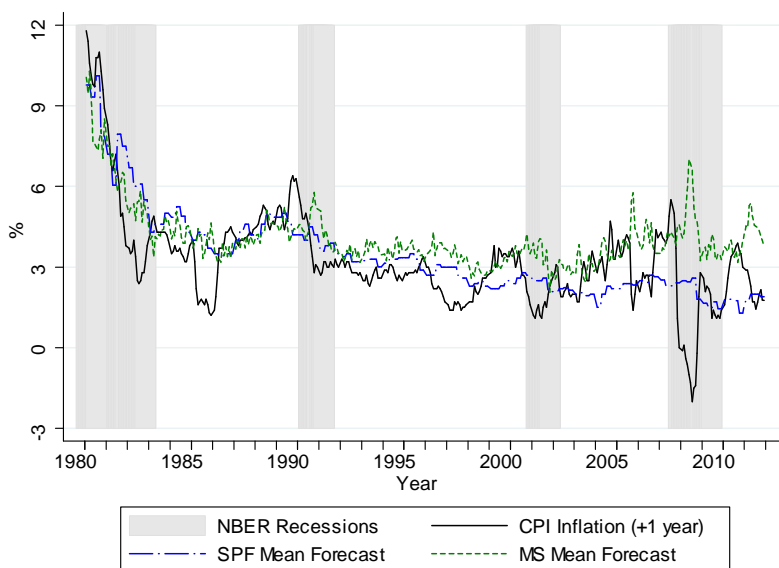 12
9
6
3
0
-3
%
1980 1985 1990 1995 2000 2005 2010
Year
NBER Recessions CPI Inflation (+1 year)
SPF Mean Forecast MS Mean Forecast